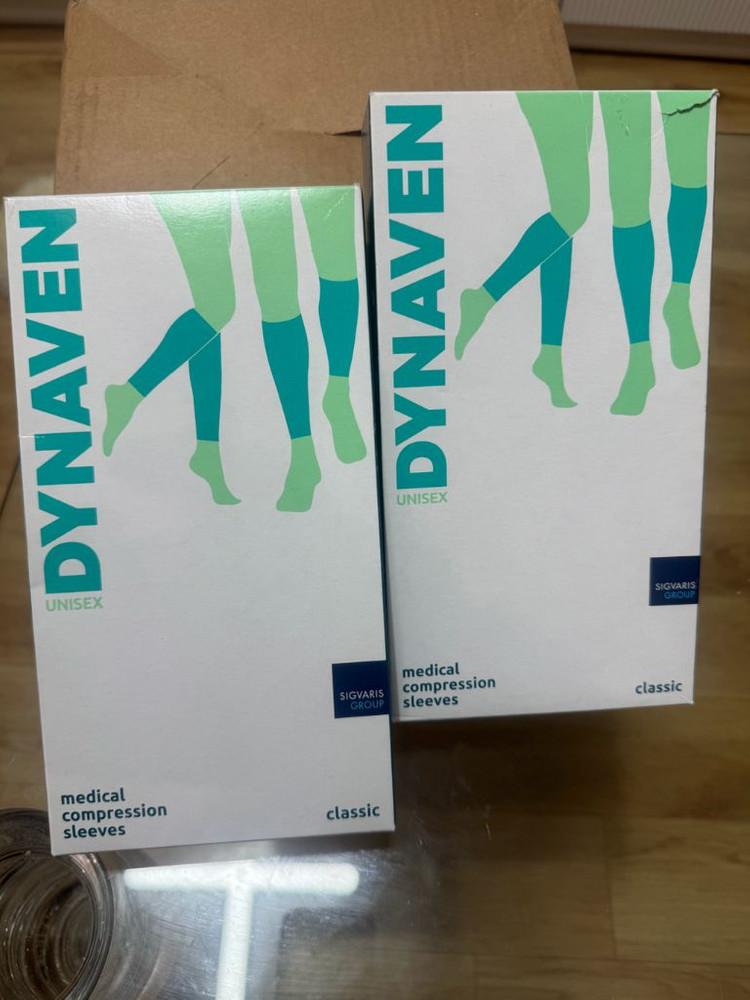 DYNAVEN
UNISEX
SIGVARIS
GROUP
medical
compression
sleeves
classic
DYNAVEN
UNISEX
SIGVARIS
GROUP
medical
compression
sleeves
classic